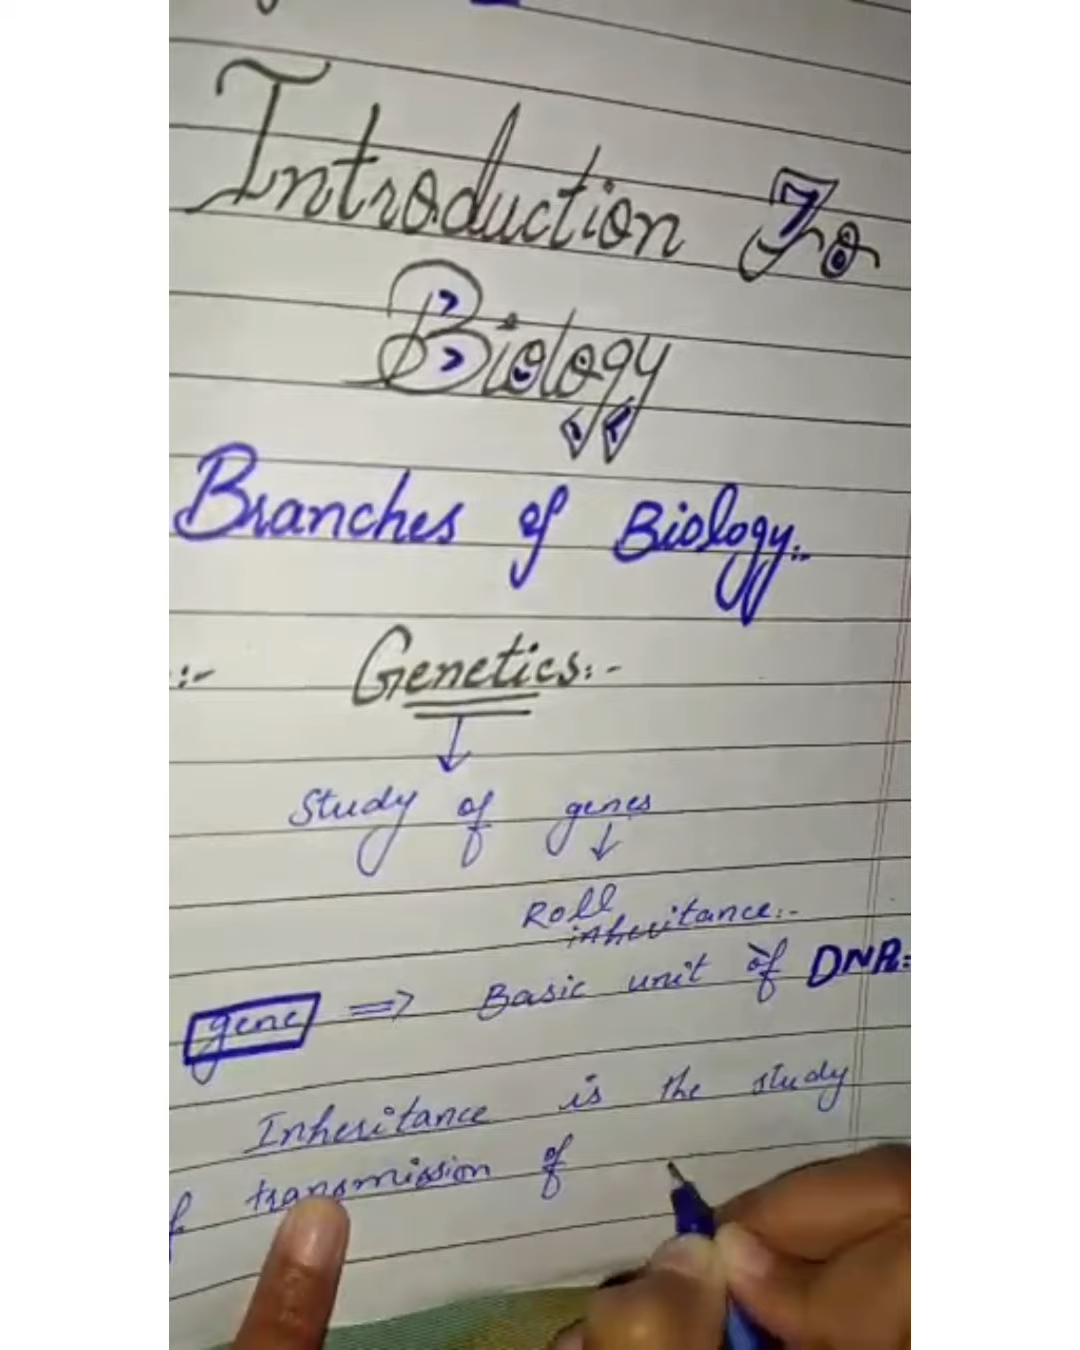 Introduction To
Biology
Branches of Biology:-
:- Genetics:-
Study of genes
Roll
inheritance:-
gene => Basic unit of DNA:
Inheritance is the study
transmission of